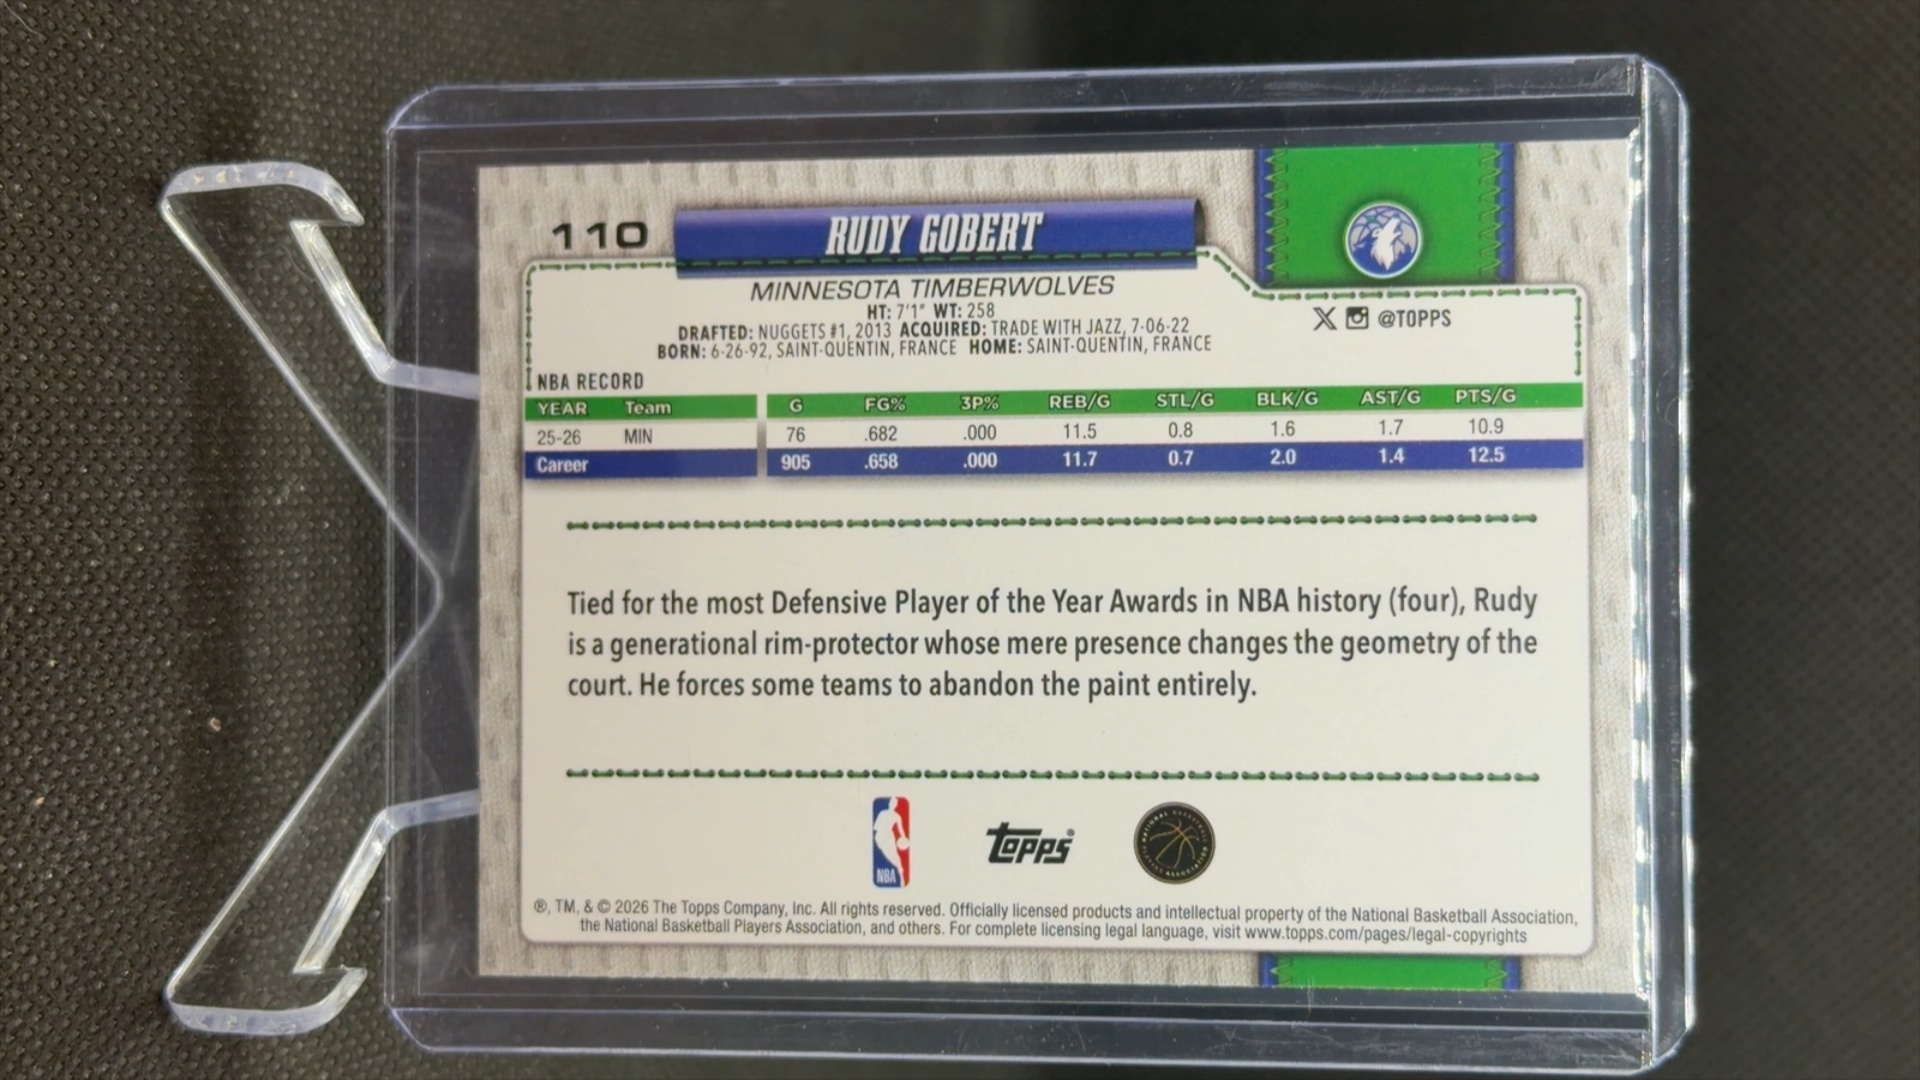 110
RUDY GOBERT
MINNESOTA TIMBERWOLVES
HT: 7'1" WT: 258
DRAFTED: NUGGETS #1, 2013 ACQUIRED: TRADE WITH JAZZ, 7-06-22
BORN: 6-26-92, SAINT-QUENTIN, FRANCE HOME: SAINT-QUENTIN, FRANCE
@TOPPS
NBA RECORD
YEAR Team G FG% 3P% REB/G STL/G BLK/G AST/G PTS/G
25-26 MIN 76 .682 .000 11.5 0.8 1.6 1.7 10.9
Career 905 .658 .000 11.7 0.7 2.0 1.4 12.5
Tied for the most Defensive Player of the Year Awards in NBA history (four), Rudy
is a generational rim-protector whose mere presence changes the geometry of the
court. He forces some teams to abandon the paint entirely.
NBA
Topps®
NATIONAL BASKETBALL PLAYERS ASSOCIATION
®, TM, & © 2026 The Topps Company, Inc. All rights reserved. Officially licensed products and intellectual property of the National Basketball Association,
the National Basketball Players Association, and others. For complete licensing legal language, visit www.topps.com/pages/legal-copyrights